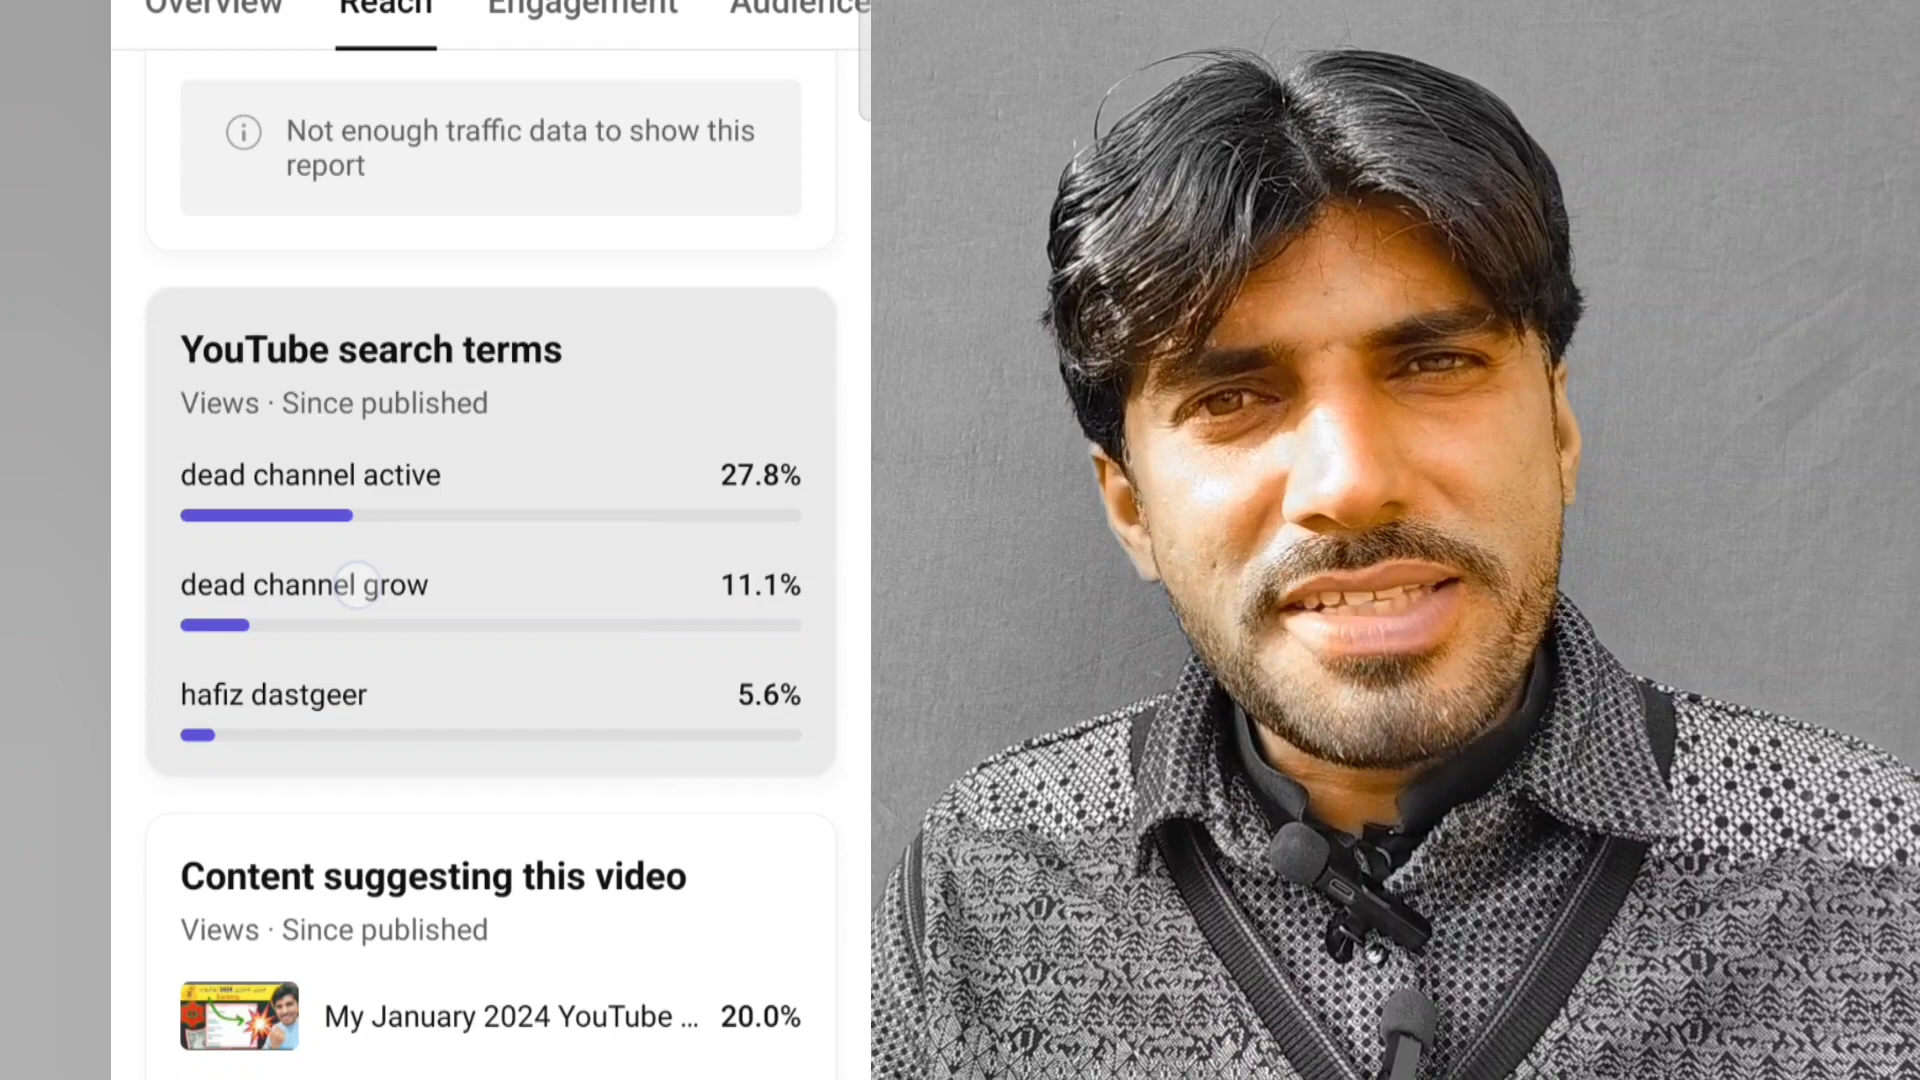 Overview Reach Engagement Audience
Not enough traffic data to show this
report
YouTube search terms
Views · Since published
dead channel active 27.8%
dead channel grow 11.1%
hafiz dastgeer 5.6%
Content suggesting this video
Views · Since published
My January 2024 YouTube ... 20.0%